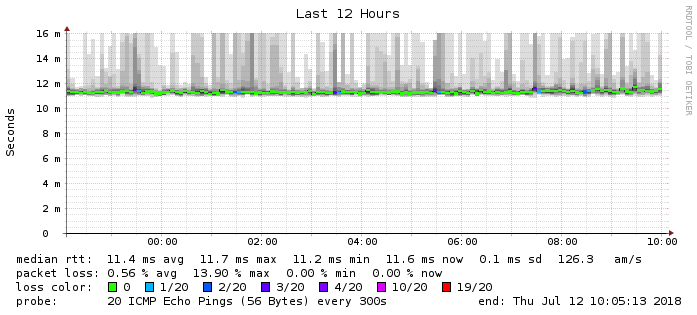 Last 12 Hours
RRDTOOL / TOBI OETIKER
Seconds
16 m
14 m
12 m
10 m
8 m
6 m
4 m
2 m
0
00:00 02:00 04:00 06:00 08:00 10:00
median rtt: 11.4 ms avg 11.7 ms max 11.2 ms min 11.6 ms now 0.1 ms sd 126.3 am/s
packet loss: 0.56 % avg 13.90 % max 0.00 % min 0.00 % now
loss color: 0 1/20 2/20 3/20 4/20 10/20 19/20
probe: 20 ICMP Echo Pings (56 Bytes) every 300s end: Thu Jul 12 10:05:13 2018